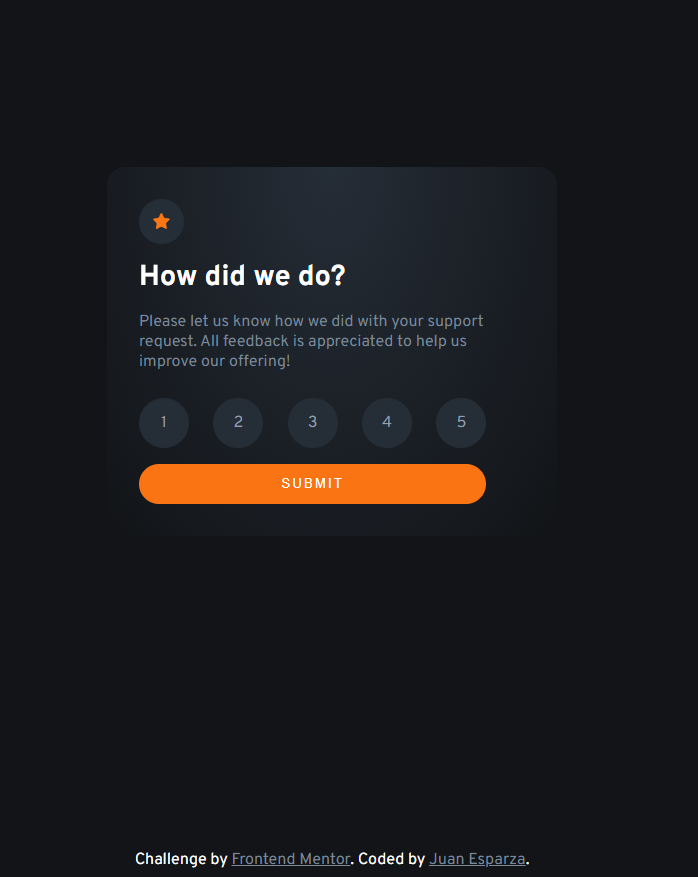 How did we do?
Please let us know how we did with your support
request. All feedback is appreciated to help us
improve our offering!
1 2 3 4 5
SUBMIT
Challenge by Frontend Mentor. Coded by Juan Esparza.